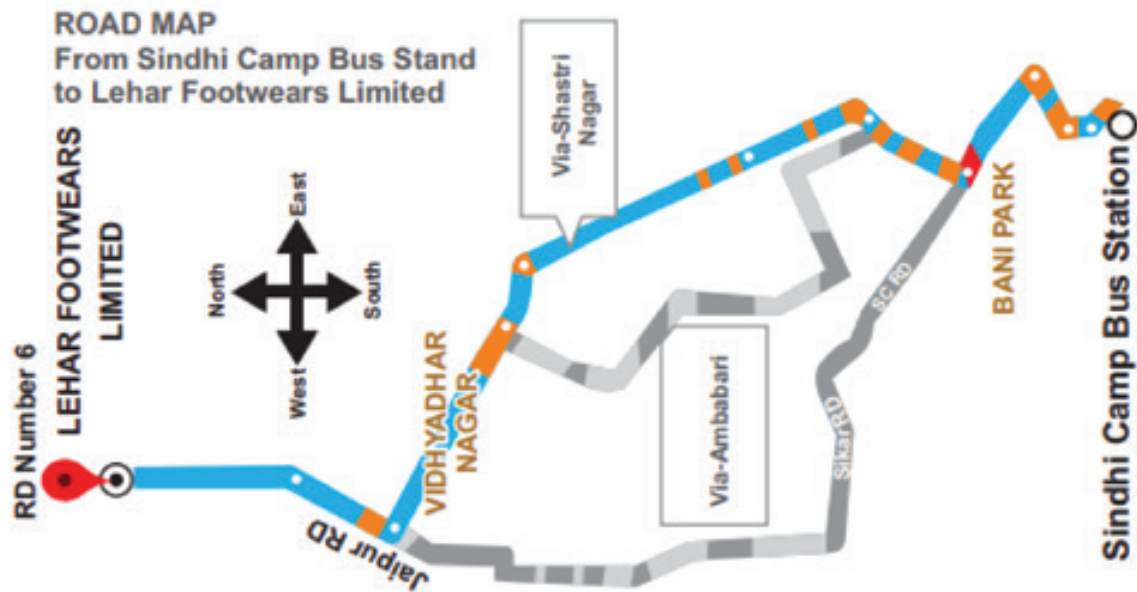 ROAD MAP
From Sindhi Camp Bus Stand
to Lehar Footwears Limited
RD Number 6
LEHAR FOOTWEARS
LIMITED
East
North
South
West
Via-Shastri
Nagar
VIDHYADHAR
NAGAR
Jaipur RD
Via-Ambabari
SC RD
Sikar RD
BANI PARK
Sindhi Camp Bus Station